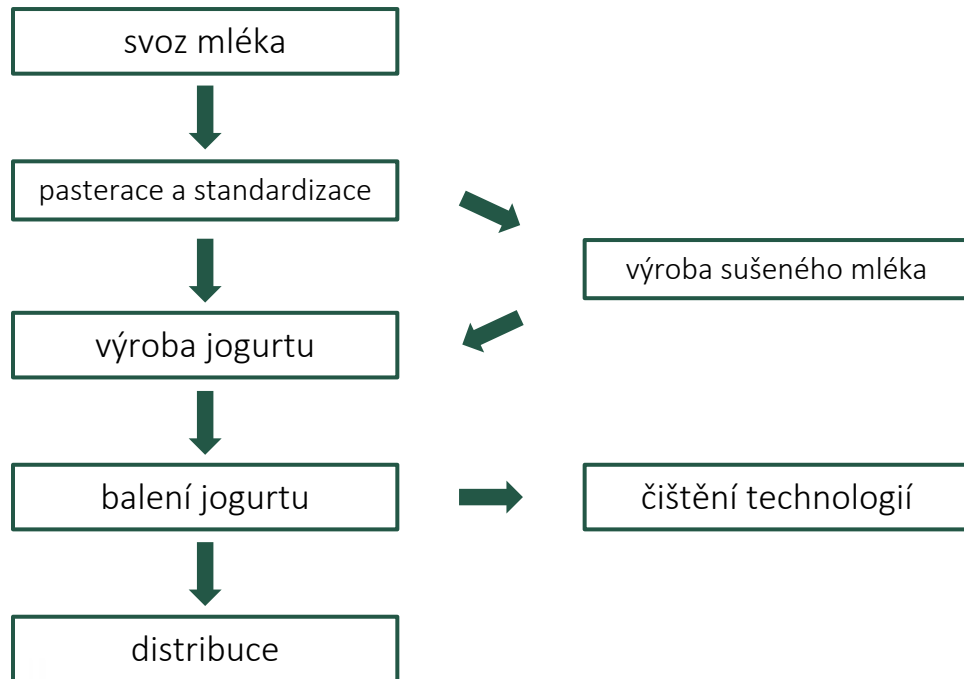 svoz mléka
pasterace a standardizace
výroba sušeného mléka
výroba jogurtu
balení jogurtu
čištění technologií
distribuce